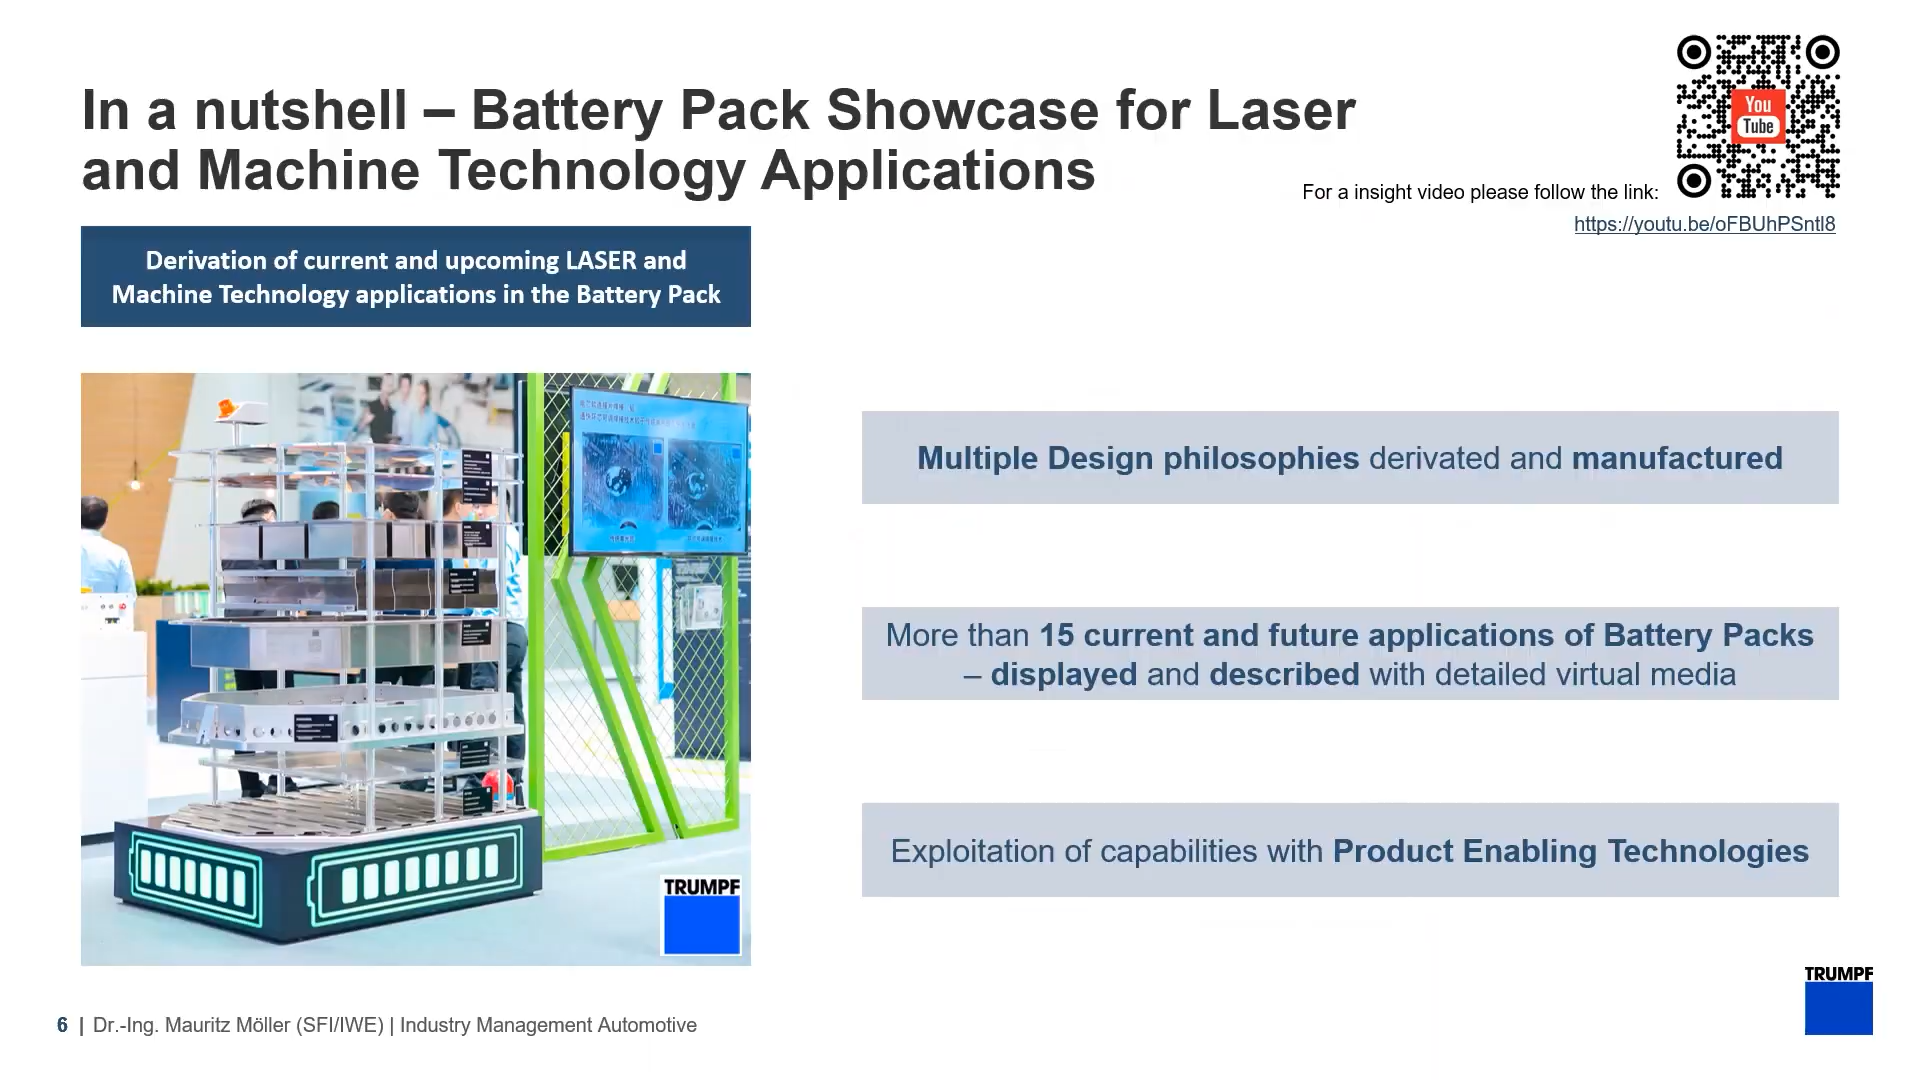 In a nutshell – Battery Pack Showcase for Laser
and Machine Technology Applications
You
Tube
For a insight video please follow the link:
https://youtu.be/oFBUhPSntI8
Derivation of current and upcoming LASER and
Machine Technology applications in the Battery Pack
TRUMPF
Multiple Design philosophies derivated and manufactured
More than 15 current and future applications of Battery Packs
– displayed and described with detailed virtual media
Exploitation of capabilities with Product Enabling Technologies
TRUMPF
6 | Dr.-Ing. Mauritz Möller (SFI/IWE) | Industry Management Automotive